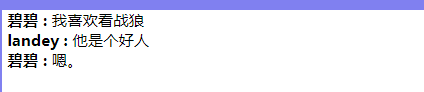 碧碧 : 我喜欢看战狼
landey : 他是个好人
碧碧 : 嗯。